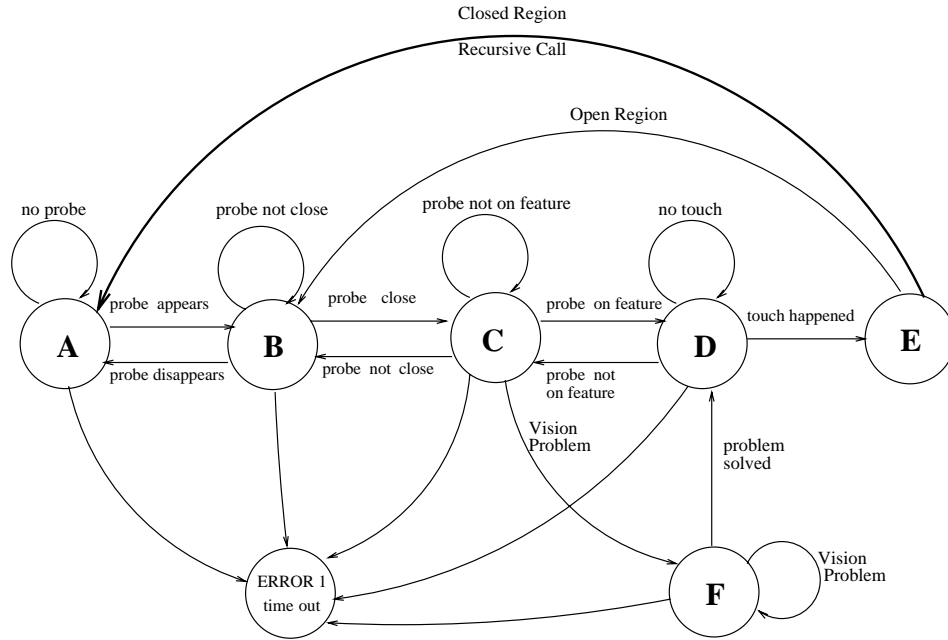 Closed Region
Recursive Call
Open Region
no probe
probe not close
probe not on feature
no touch
probe appears
probe close
probe on feature
touch happened
A
B
C
D
E
probe disappears
probe not close
probe not
on feature
Vision
Problem
problem
solved
ERROR 1
time out
F
Vision
Problem